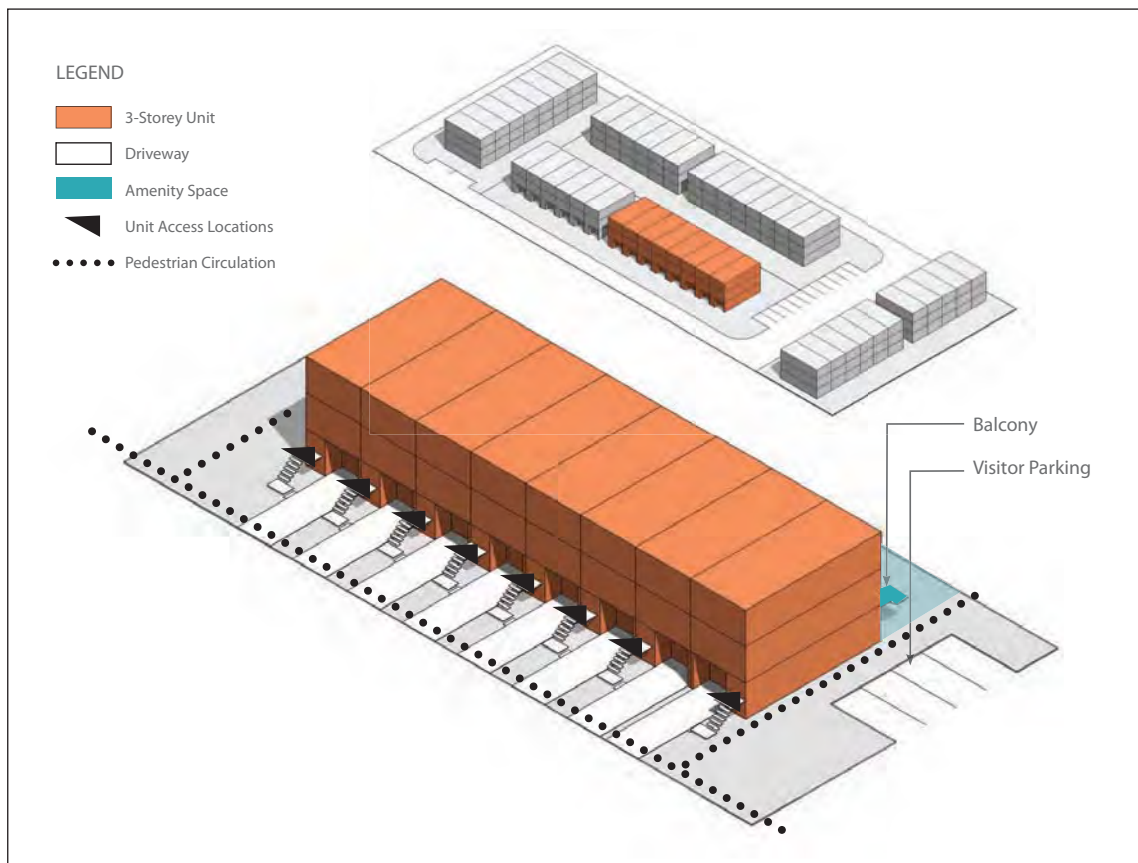 LEGEND
3-Storey Unit
Driveway
Amenity Space
Unit Access Locations
Pedestrian Circulation
Balcony
Visitor Parking